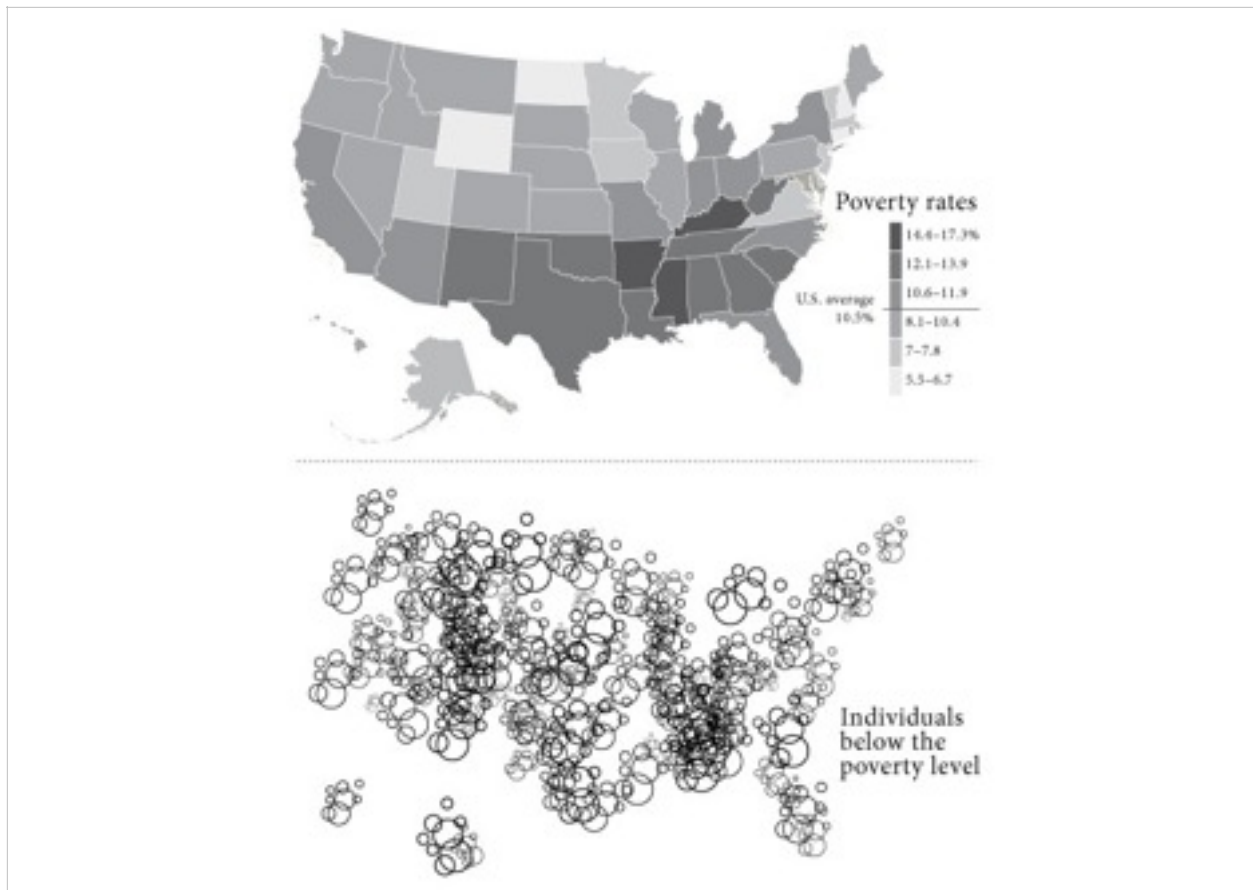 Poverty rates
14.4–17.3%
12.1–13.9
10.6–11.9
U.S. average
10.5%
8.1–10.4
7–7.8
5.5–6.7
Individuals
below the
poverty level